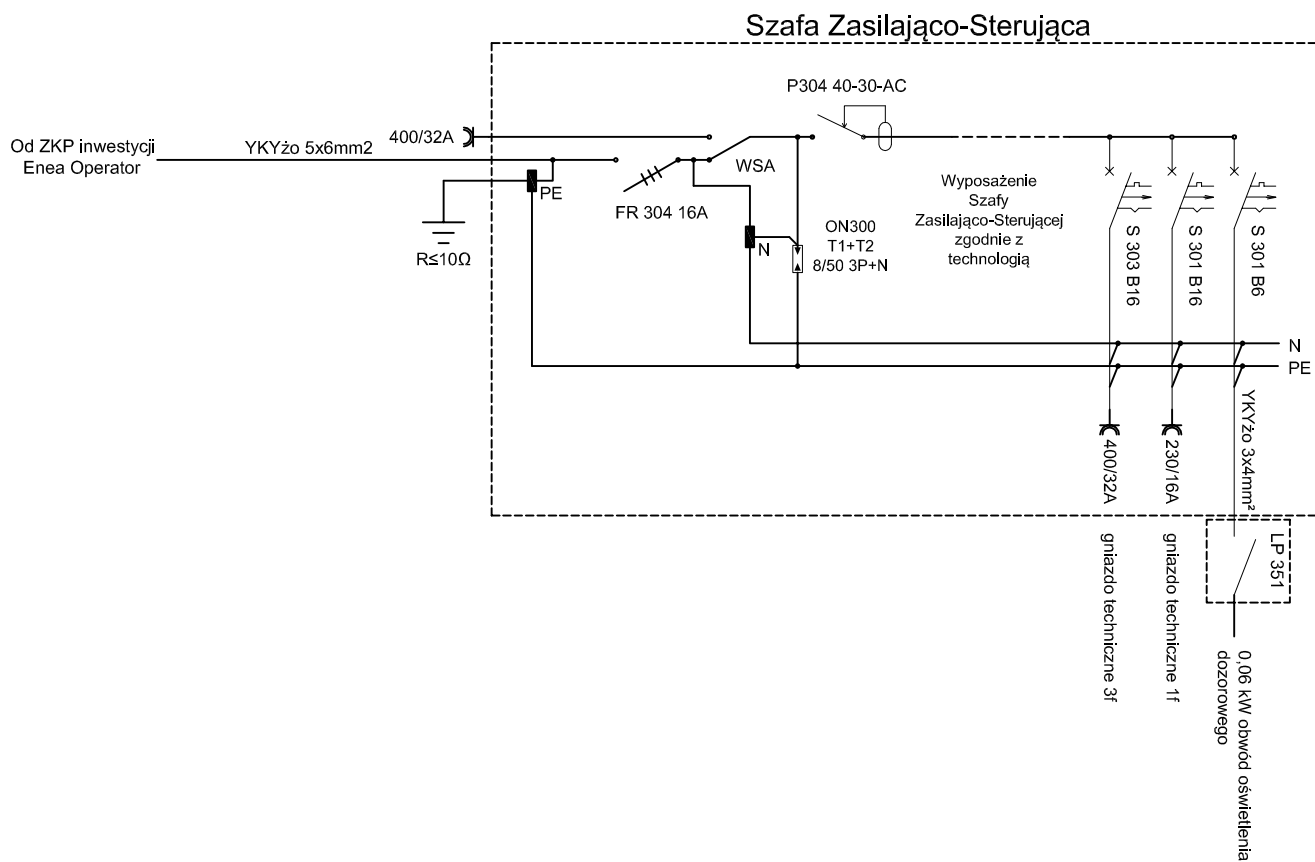 Szafa Zasilająco-Sterująca
P304 40-30-AC
400/32A
Od ZKP inwestycji
Enea Operator
YKYżo 5x6mm2
WSA
PE
FR 304 16A
R≤10Ω
N
ON300
T1+T2
8/50 3P+N
Wyposażenie
Szafy
Zasilająco-Sterującej
zgodnie z
technologią
S 303 B16
S 301 B16
S 301 B6
N
PE
400/32A
230/16A
YKYżo 3x4mm²
LP 351
gniazdo techniczne 3f
gniazdo techniczne 1f
0,06 kW obwód oświetlenia
dozorowego